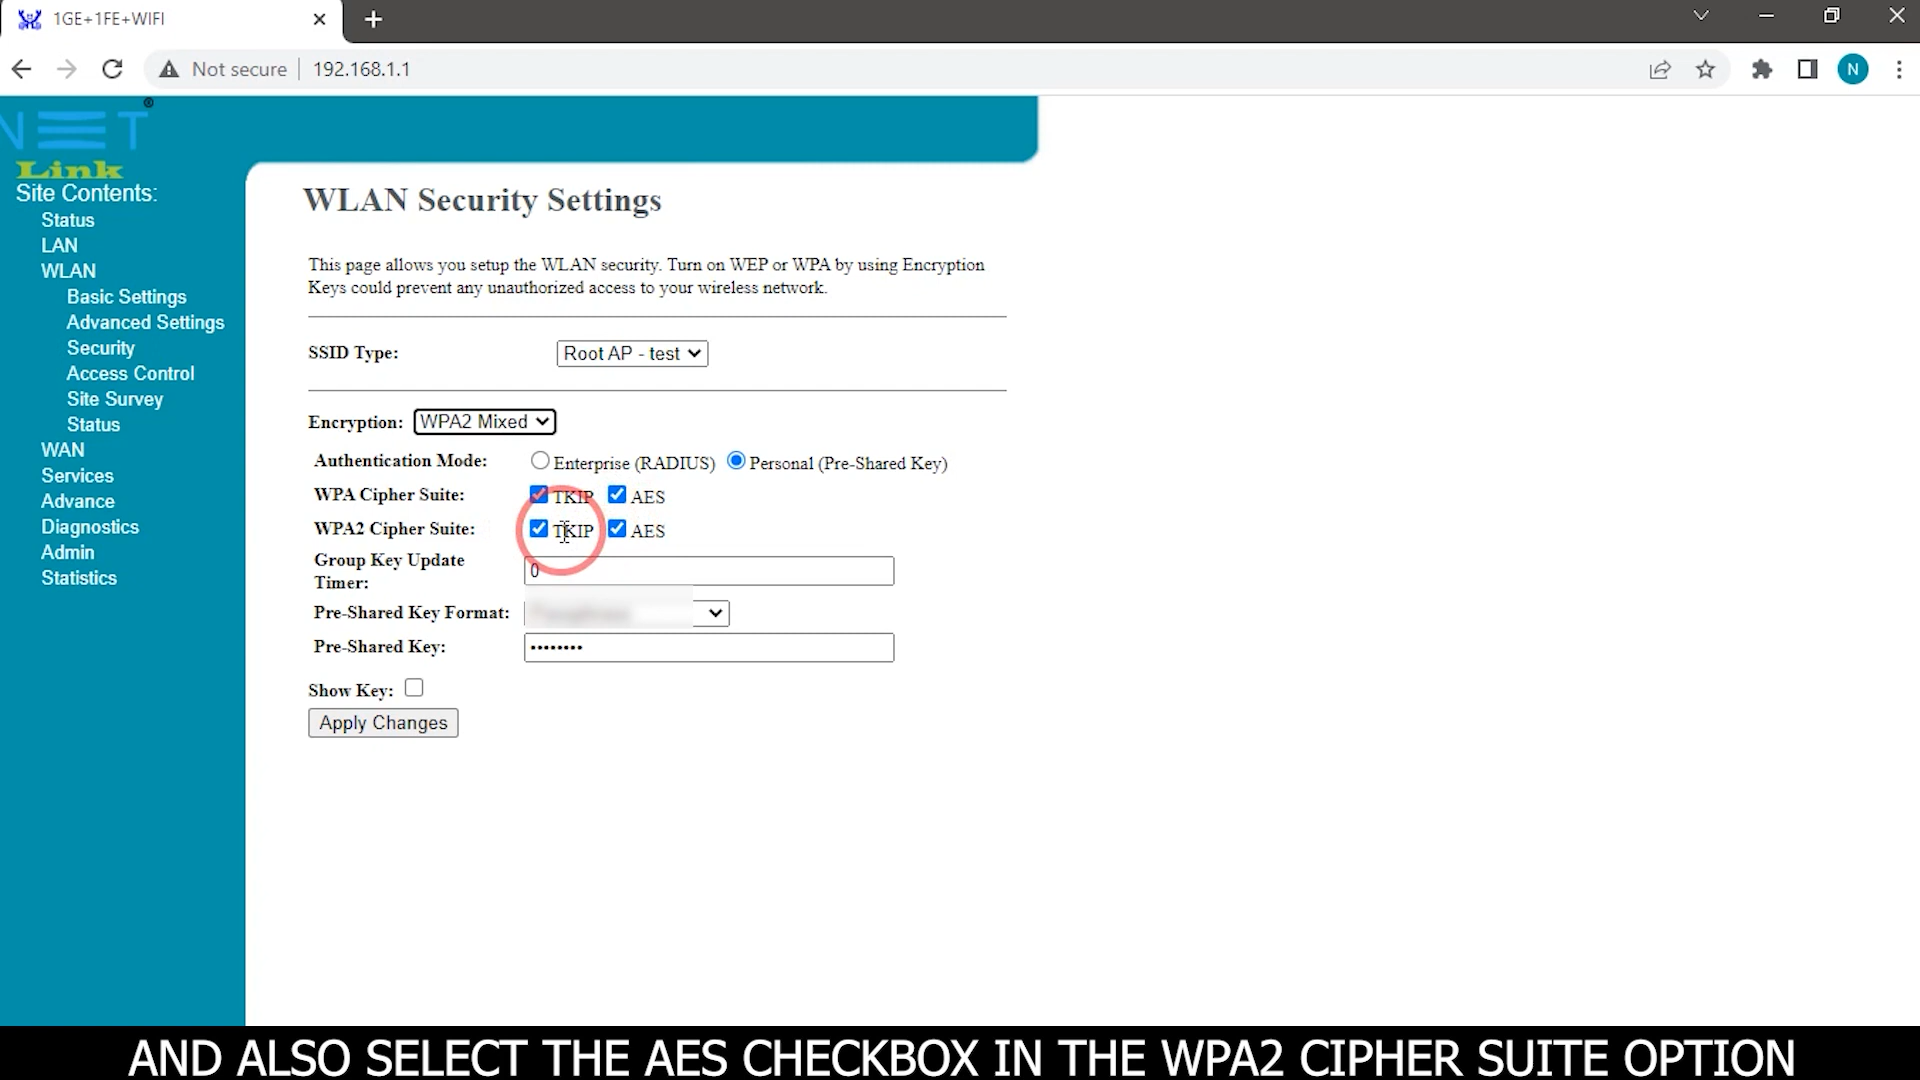 1GE+1FE+WIFI
Not secure 192.168.1.1
N
NET
Link
Site Contents:
Status
LAN
WLAN
Basic Settings
Advanced Settings
Security
Access Control
Site Survey
Status
WAN
Services
Advance
Diagnostics
Admin
Statistics
WLAN Security Settings
This page allows you setup the WLAN security. Turn on WEP or WPA by using Encryption
Keys could prevent any unauthorized access to your wireless network.
SSID Type: Root AP - test
Encryption: WPA2 Mixed
Authentication Mode: Enterprise (RADIUS) Personal (Pre-Shared Key)
WPA Cipher Suite: TKIP AES
WPA2 Cipher Suite: TKIP AES
Group Key Update
Timer: 0
Pre-Shared Key Format:
Pre-Shared Key: ••••••••
Show Key:
Apply Changes
AND ALSO SELECT THE AES CHECKBOX IN THE WPA2 CIPHER SUITE OPTION